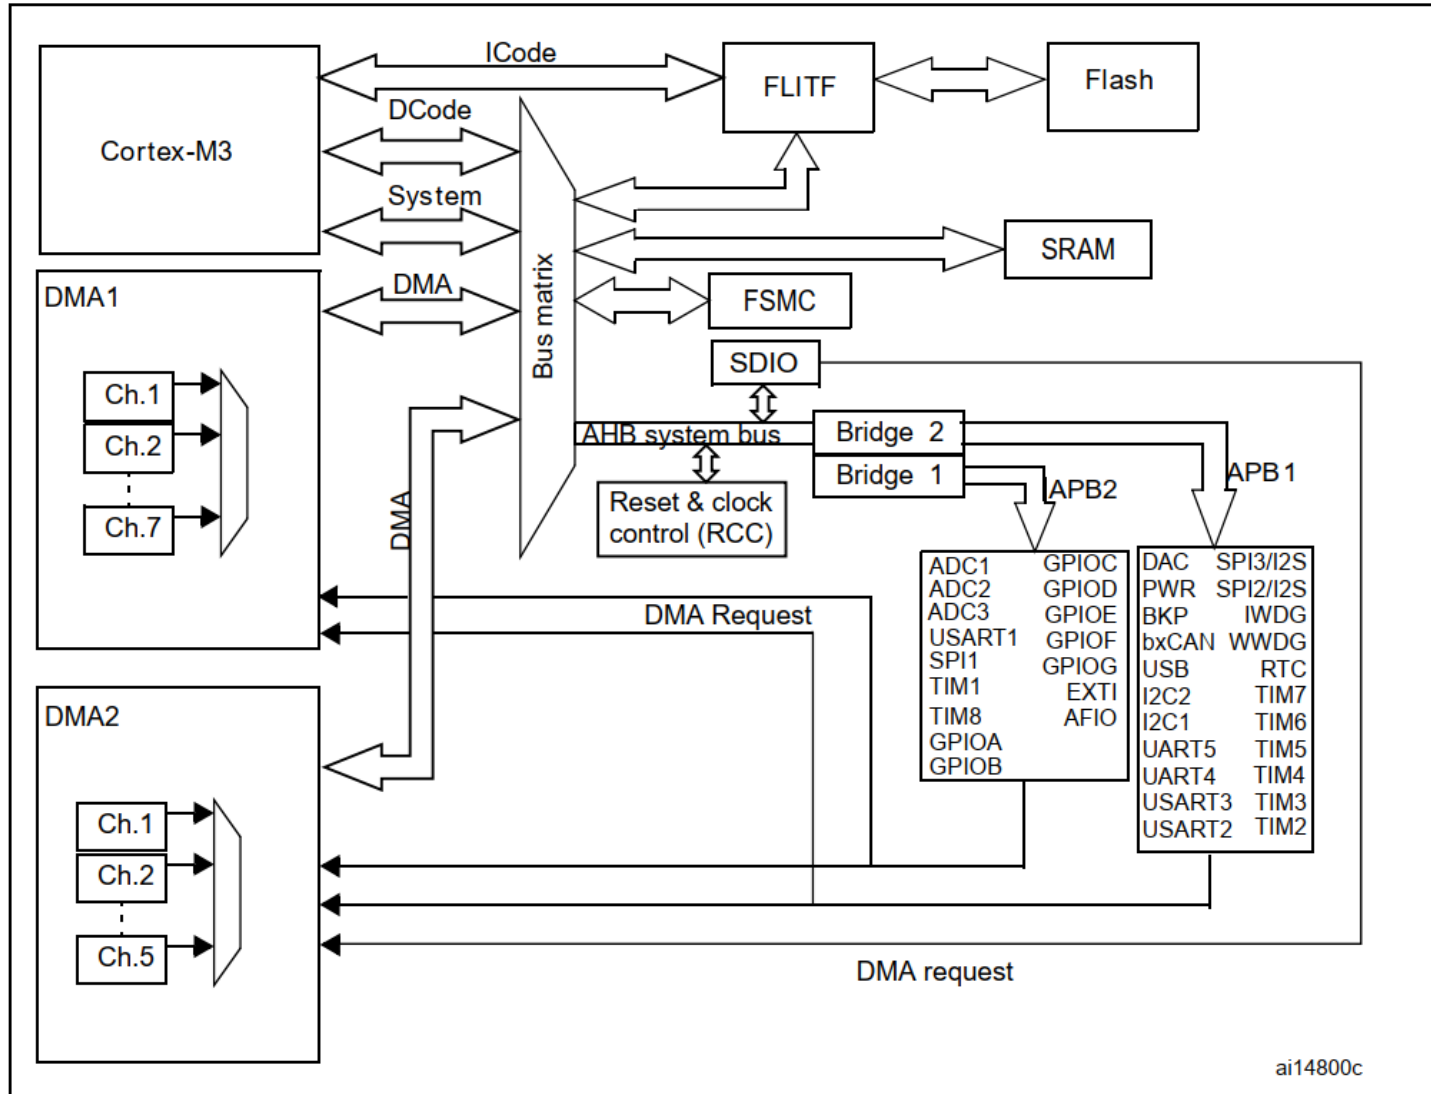 ICode
FLITF
Flash
DCode
Cortex-M3
System
SRAM
DMA1
DMA
Bus matrix
FSMC
SDIO
Ch.1
Ch.2
Ch.7
AHB system bus
Bridge 2
Bridge 1
APB2
APB1
Reset & clock
control (RCC)
DMA
DMA Request
ADC1 GPIOC
ADC2 GPIOD
ADC3 GPIOE
USART1 GPIOF
SPI1 GPIOG
TIM1 EXTI
TIM8 AFIO
GPIOA
GPIOB
DAC SPI3/I2S
PWR SPI2/I2S
BKP IWDG
bxCAN WWDG
USB RTC
I2C2 TIM7
I2C1 TIM6
UART5 TIM5
UART4 TIM4
USART3 TIM3
USART2 TIM2
DMA2
Ch.1
Ch.2
Ch.5
DMA request
ai14800c